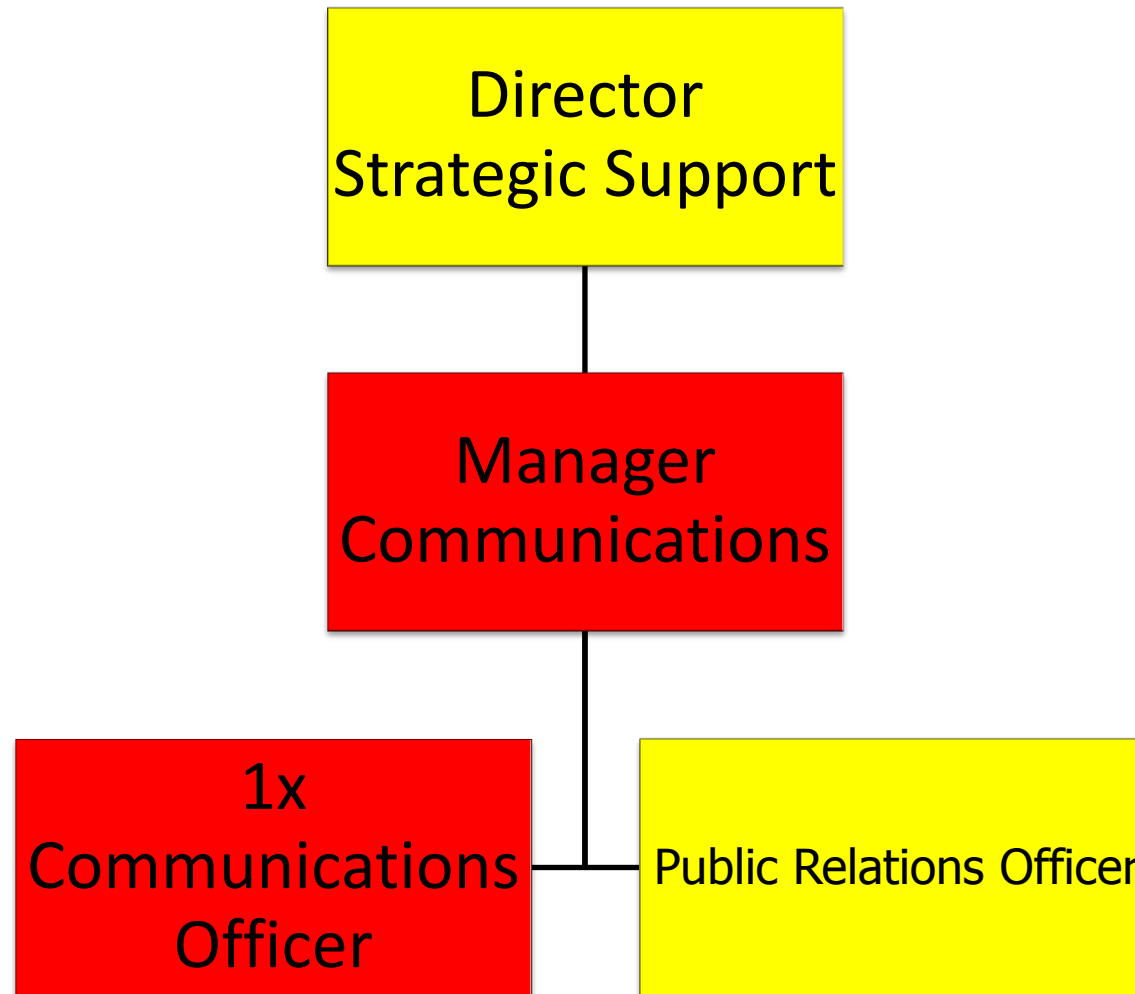 Director
Strategic Support
Manager
Communications
1x
Communications
Officer
Public Relations Officer